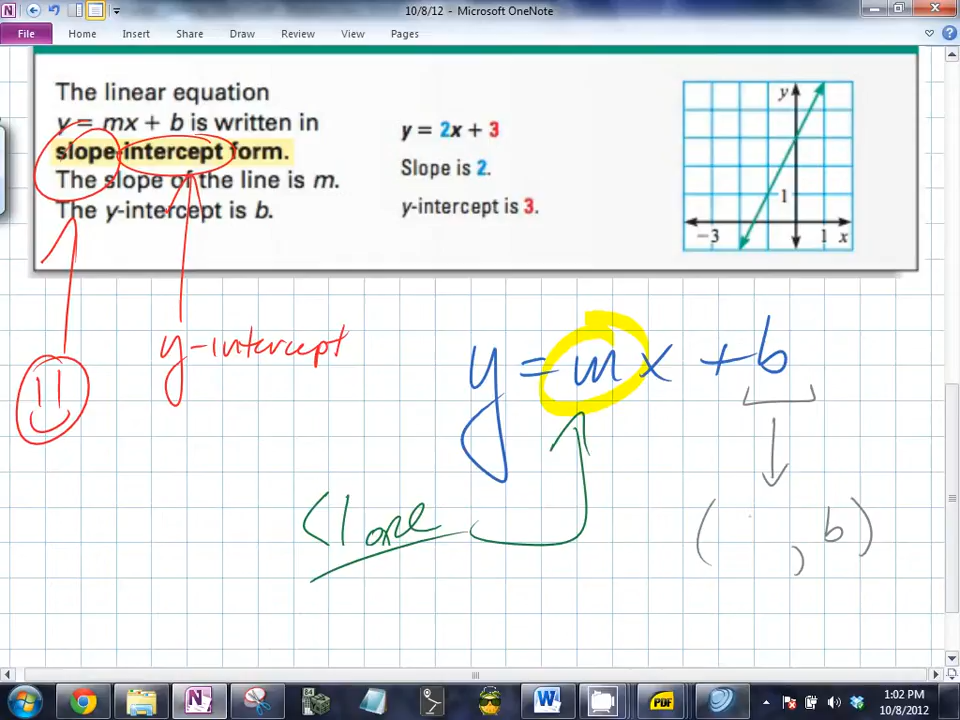 10/8/12 - Microsoft OneNote
File Home Insert Share Draw Review View Pages
The linear equation
y = mx + b is written in
slope-intercept form.
The slope of the line is m.
The y-intercept is b.
y = 2x + 3
Slope is 2.
y-intercept is 3.
y
1
-3 1 x
y-intercept
y = mx + b
Slope
( , b)
PDF
1:02 PM
10/8/2012